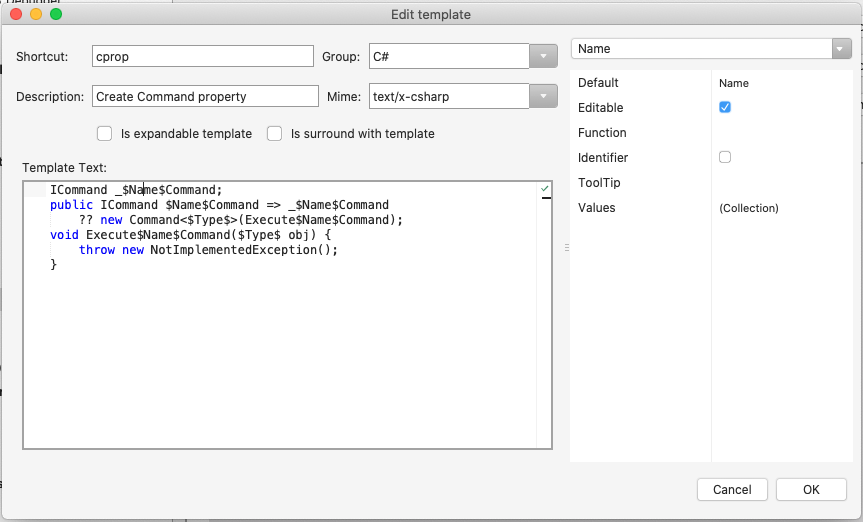 Edit template
Shortcut: cprop Group: C#
Description: Create Command property Mime: text/x-csharp
Is expandable template Is surround with template
Template Text:
ICommand _$Name$Command;
public ICommand $Name$Command => _$Name$Command
?? new Command<$Type$>(Execute$Name$Command);
void Execute$Name$Command($Type$ obj) {
throw new NotImplementedException();
}
Name
Default Name
Editable
Function
Identifier
ToolTip
Values (Collection)
Cancel OK